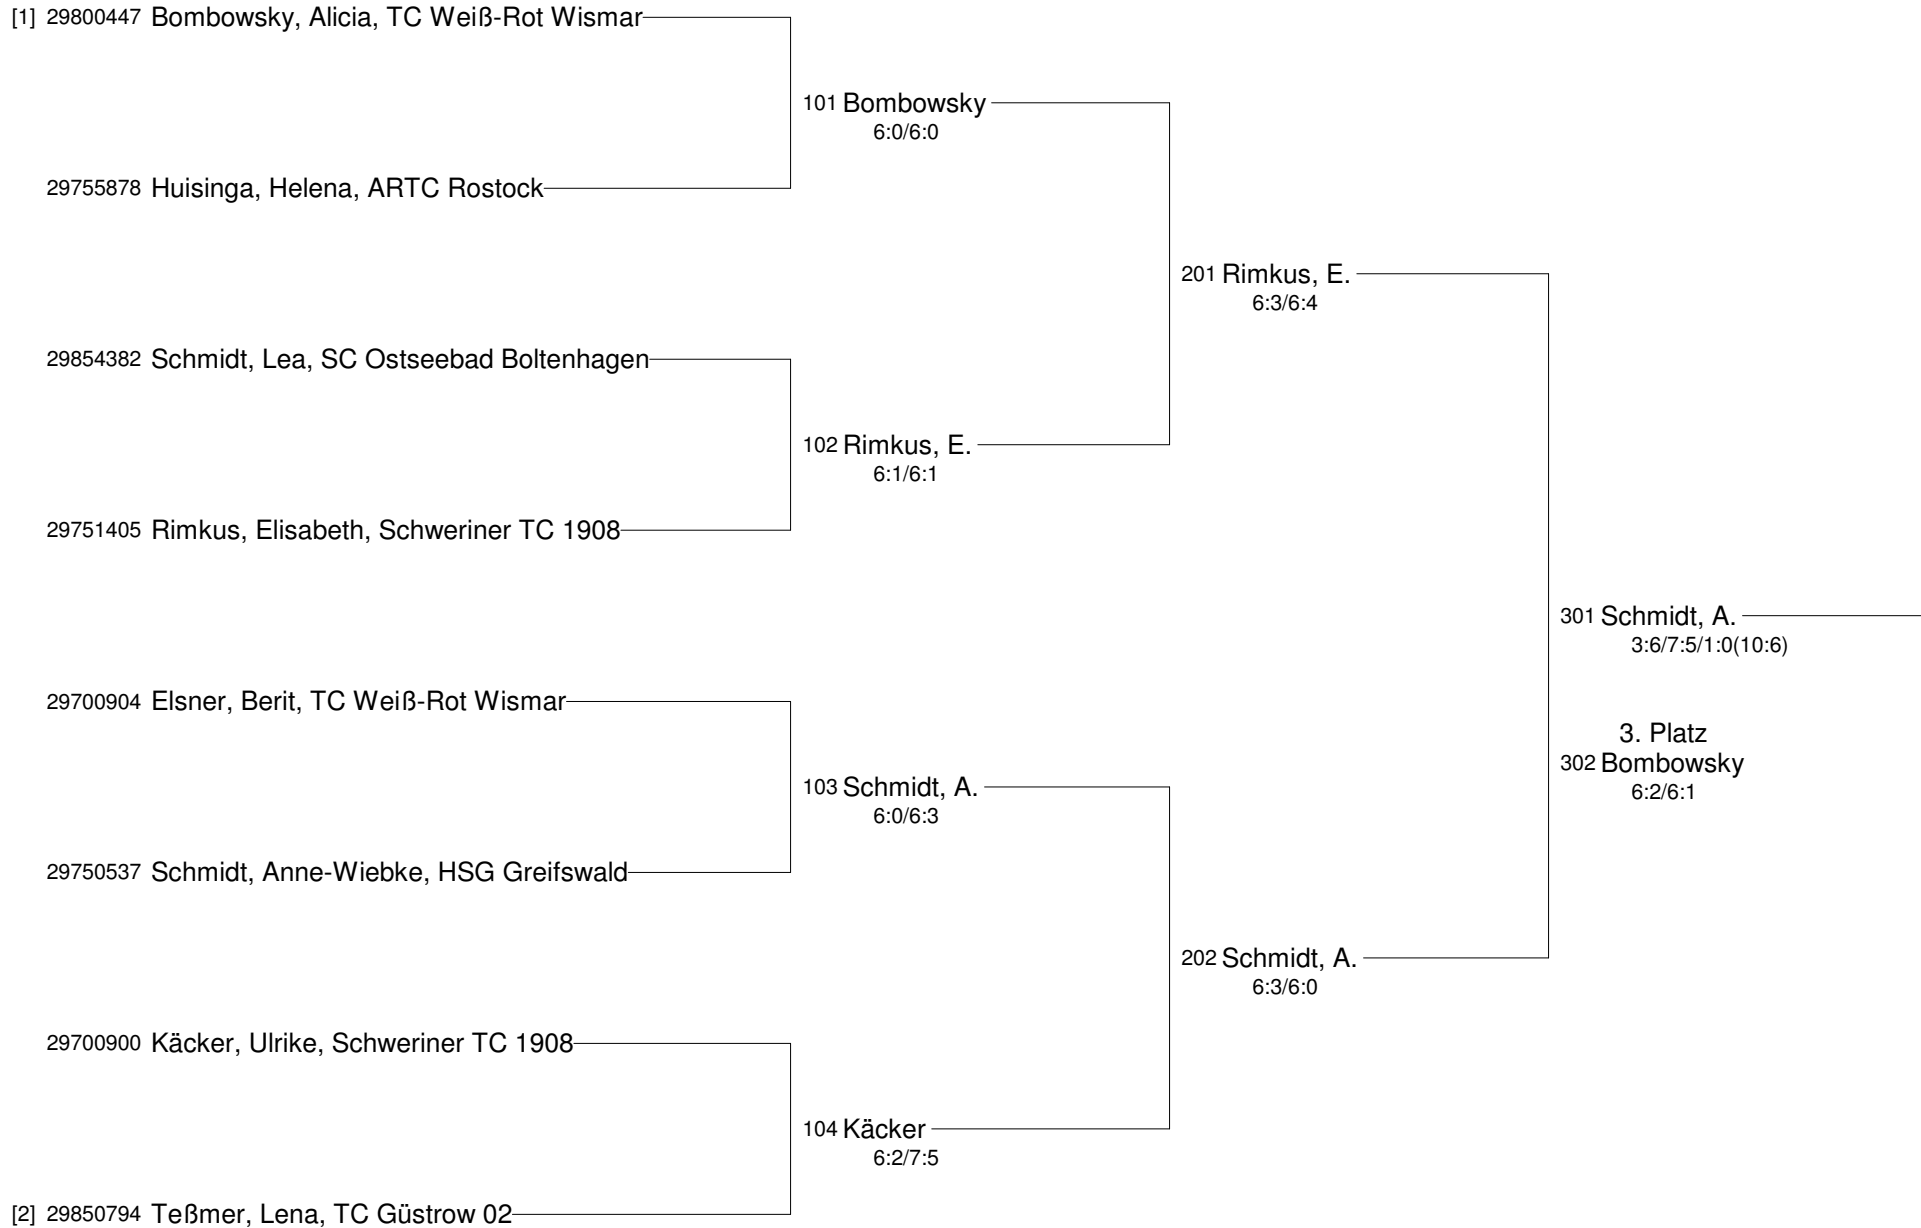 [1] 29800447 Bombowsky, Alicia, TC Weiß-Rot Wismar
101 Bombowsky
6:0/6:0
29755878 Huisinga, Helena, ARTC Rostock
201 Rimkus, E.
6:3/6:4
29854382 Schmidt, Lea, SC Ostseebad Boltenhagen
102 Rimkus, E.
6:1/6:1
29751405 Rimkus, Elisabeth, Schweriner TC 1908
301 Schmidt, A.
3:6/7:5/1:0(10:6)
29700904 Elsner, Berit, TC Weiß-Rot Wismar
3. Platz
302 Bombowsky
6:2/6:1
103 Schmidt, A.
6:0/6:3
29750537 Schmidt, Anne-Wiebke, HSG Greifswald
202 Schmidt, A.
6:3/6:0
29700900 Käcker, Ulrike, Schweriner TC 1908
104 Käcker
6:2/7:5
[2] 29850794 Teßmer, Lena, TC Güstrow 02